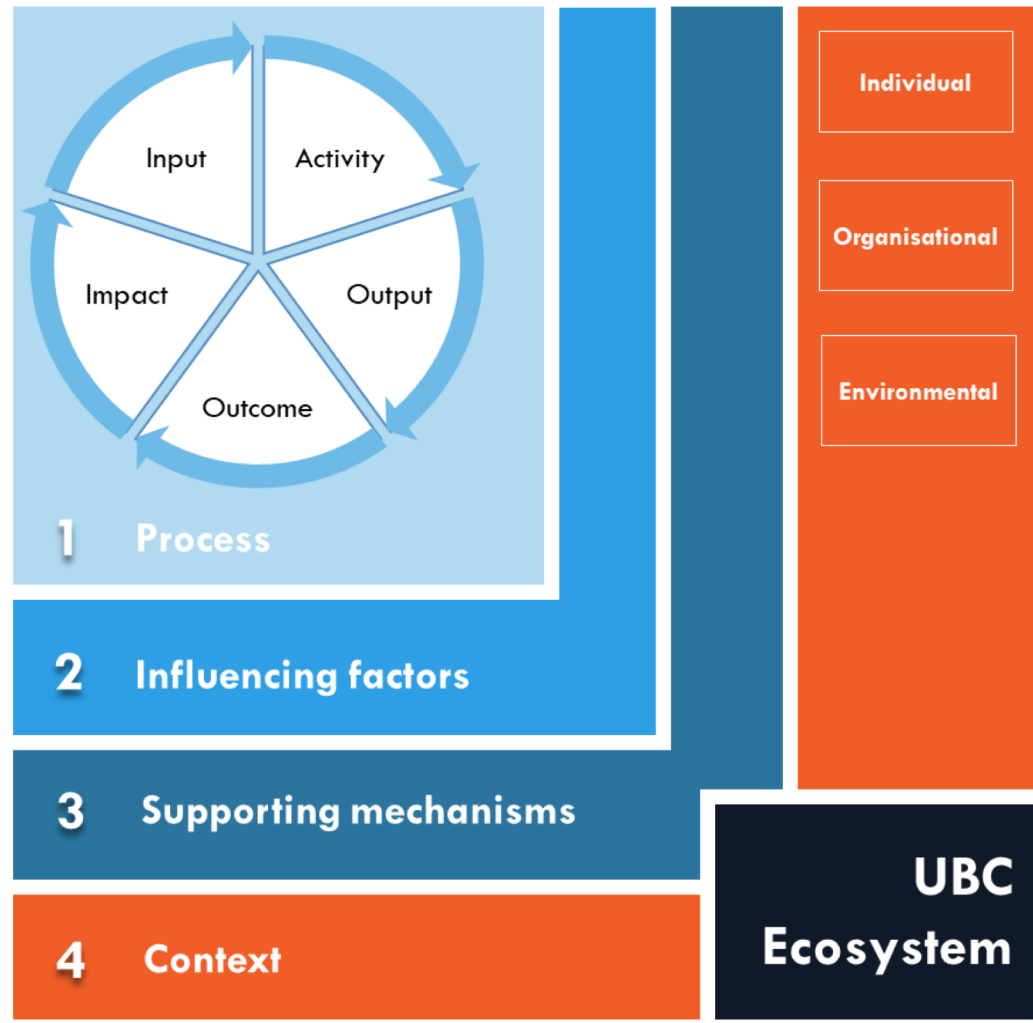 Input
Activity
Impact
Output
Outcome
1 Process
2 Influencing factors
3 Supporting mechanisms
4 Context
Individual
Organisational
Environmental
UBC
Ecosystem